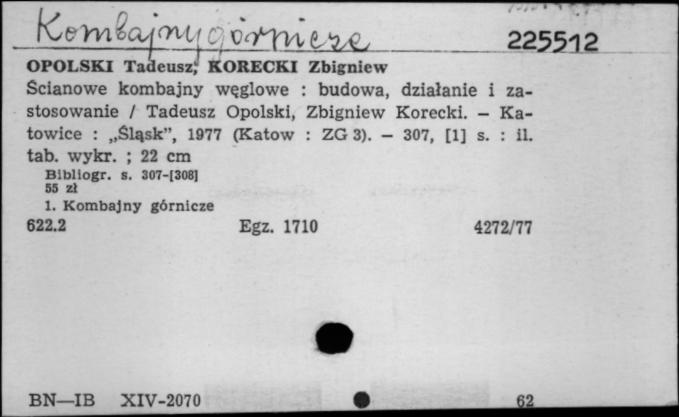 Kombajny górnicze
225512
OPOLSKI Tadeusz, KORECKI Zbigniew
Ścianowe kombajny węglowe : budowa, działanie i za-
stosowanie / Tadeusz Opolski, Zbigniew Korecki. — Ka-
towice : „Śląsk”, 1977 (Katow : ZG 3). — 307, [1] s. : il.
tab. wykr. ; 22 cm
Bibliogr. s. 307-[308]
55 zł
1. Kombajny górnicze
622.2 Egz. 1710 4272/77
BN—IB XIV-2070 62